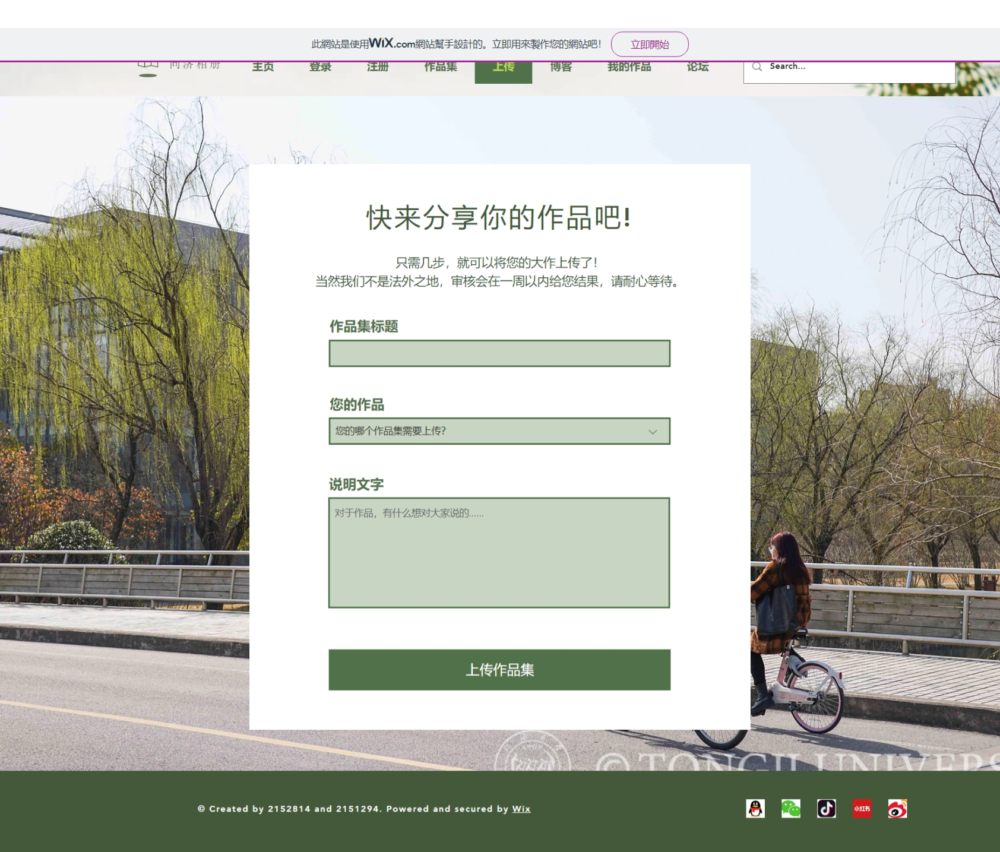 此網站是使用WiX.com網站幫手設計的。立即用來製作您的網站吧! 立即開始
同济相册 主页 登录 注册 作品集 上传 博客 我的作品 论坛 Search...
快来分享你的作品吧!
只需几步，就可以将您的大作上传了!
当然我们不是法外之地，审核会在一周以内给您结果，请耐心等待。
作品集标题
您的作品
您的哪个作品集需要上传?
说明文字
对于作品，有什么想对大家说的......
上传作品集
© TONGJI UNIVERS
© Created by 2152814 and 2151294. Powered and secured by Wix
小红书